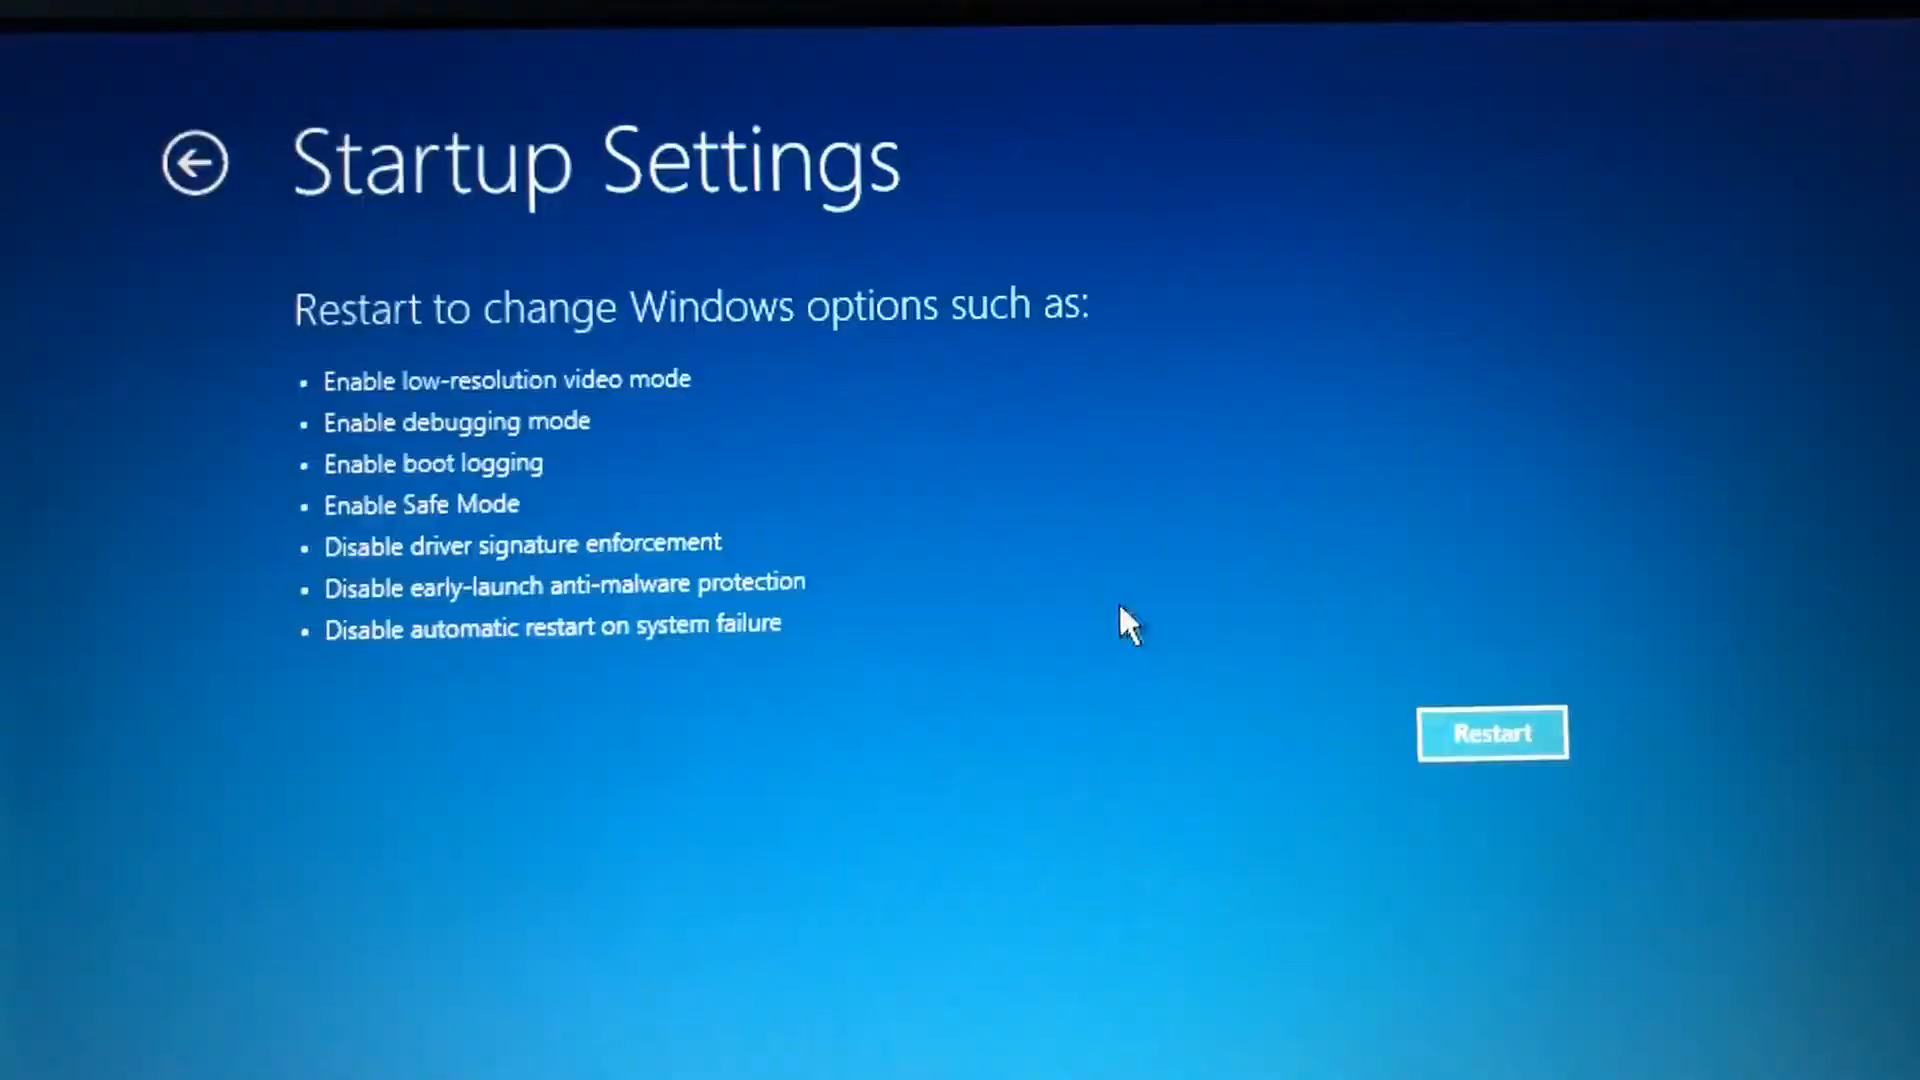 Startup Settings
Restart to change Windows options such as:
• Enable low-resolution video mode
• Enable debugging mode
• Enable boot logging
• Enable Safe Mode
• Disable driver signature enforcement
• Disable early-launch anti-malware protection
• Disable automatic restart on system failure
Restart